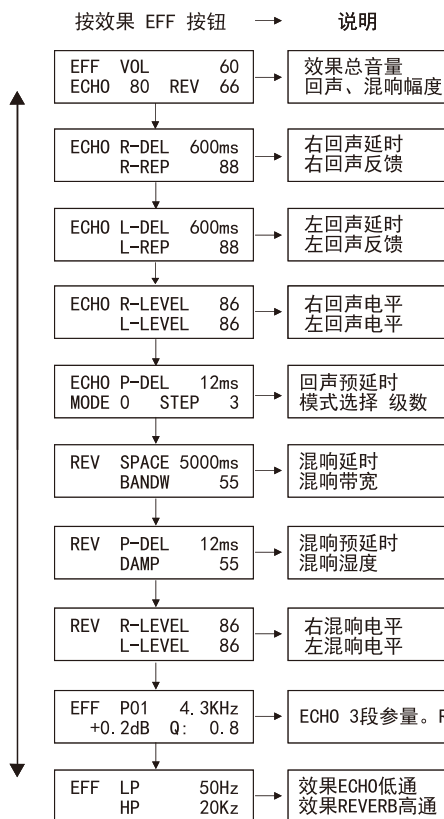 按效果 EFF 按钮 说明
EFF VOL 60
ECHO 80 REV 66
效果总音量
回声、混响幅度
ECHO R-DEL 600ms
R-REP 88
右回声延时
右回声反馈
ECHO L-DEL 600ms
L-REP 88
左回声延时
左回声反馈
ECHO R-LEVEL 86
L-LEVEL 86
右回声电平
左回声电平
ECHO P-DEL 12ms
MODE 0 STEP 3
回声预延时
模式选择 级数
REV SPACE 5000ms
BANDW 55
混响延时
混响带宽
REV P-DEL 12ms
DAMP 55
混响预延时
混响湿度
REV R-LEVEL 86
L-LEVEL 86
右混响电平
左混响电平
EFF P01 4.3KHz
+0.2dB Q: 0.8
ECHO 3段参量。
EFF LP 50Hz
HP 20Kz
效果ECHO低通
效果REVERB高通